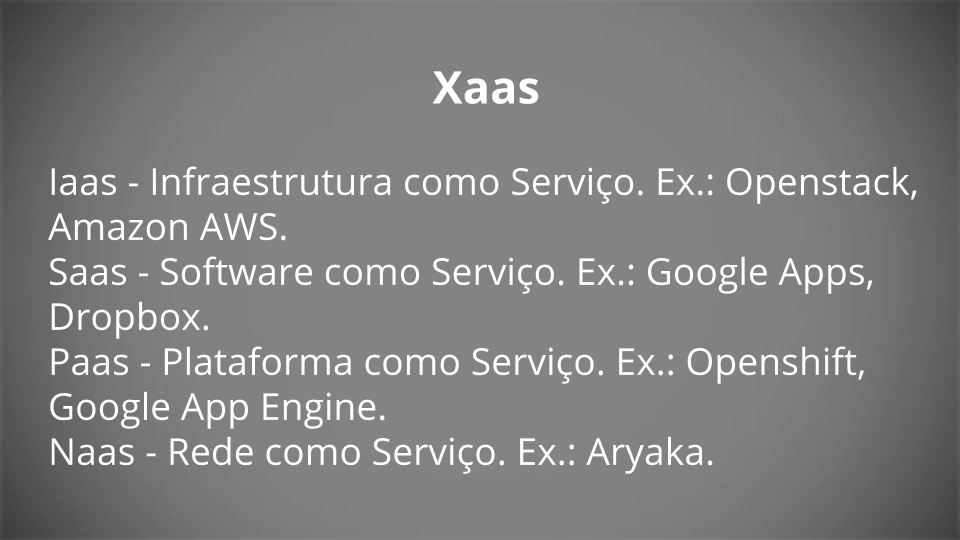 Xaas
Iaas - Infraestrutura como Serviço. Ex.: Openstack,
Amazon AWS.
Saas - Software como Serviço. Ex.: Google Apps,
Dropbox.
Paas - Plataforma como Serviço. Ex.: Openshift,
Google App Engine.
Naas - Rede como Serviço. Ex.: Aryaka.